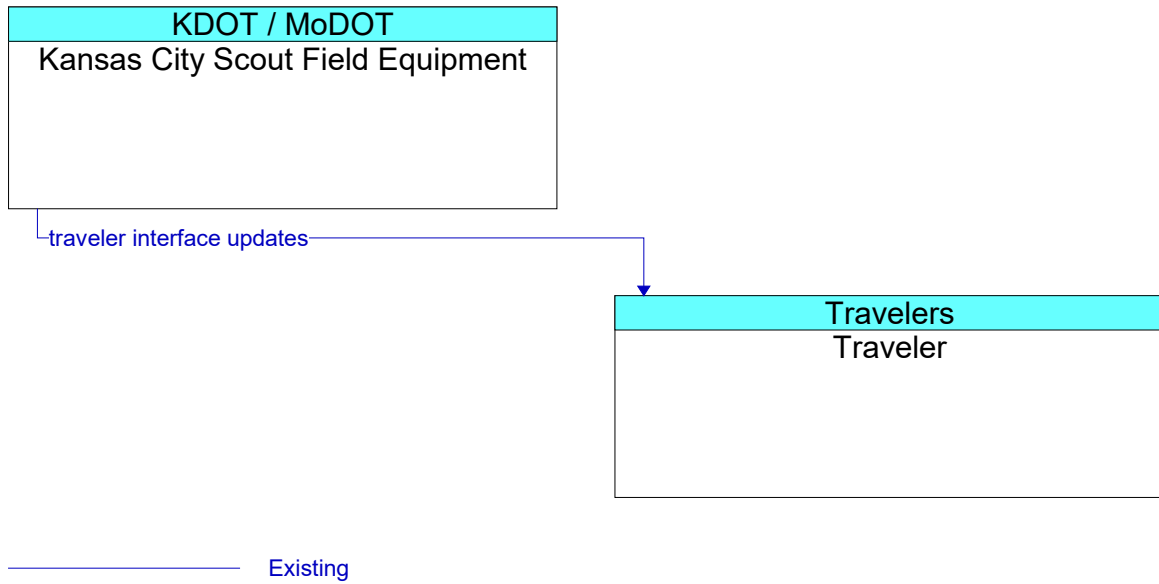 KDOT / MoDOT
Kansas City Scout Field Equipment
traveler interface updates
Travelers
Traveler
Existing